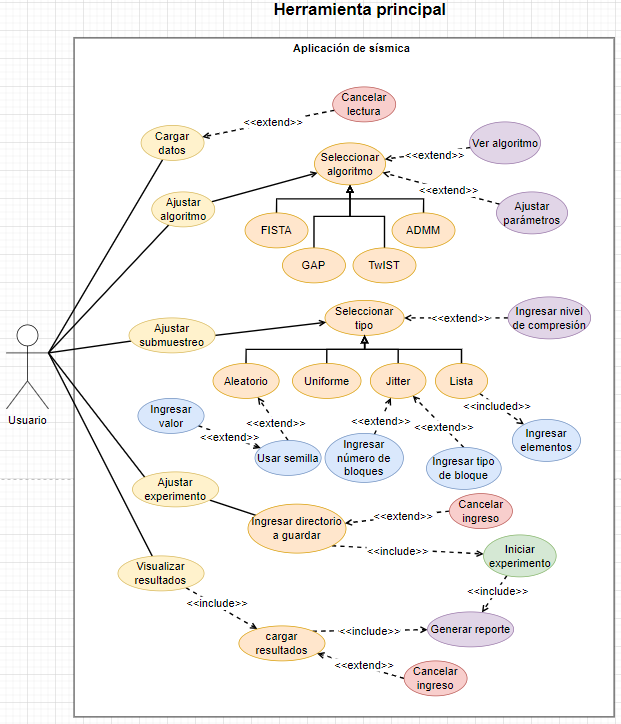 Herramienta principal
Aplicación de sísmica
Cancelar
lectura
<<extend>>
Cargar
datos
Ver algoritmo
<<extend>>
Seleccionar
algoritmo
<<extend>>
Ajustar
algoritmo
Ajustar
parámetros
FISTA
ADMM
GAP
TwIST
Seleccionar
tipo
<<extend>>
Ingresar nivel
de compresión
Ajustar
submuestreo
Usuario
Aleatorio
Uniforme
Jitter
Lista
<<included>>
Ingresar
valor
<<extend>>
<<extend>>
<<extend>>
<<extend>>
Usar semilla
Ingresar
número de
bloques
Ingresar tipo
de bloque
Ingresar
elementos
Ajustar
experimento
Cancelar
ingreso
<<extend>>
Ingresar directorio
a guardar
<<include>>
Iniciar
experimento
Visualizar
resultados
<<include>>
<<include>>
cargar
resultados
<<include>>
Generar reporte
<<extend>>
Cancelar
ingreso